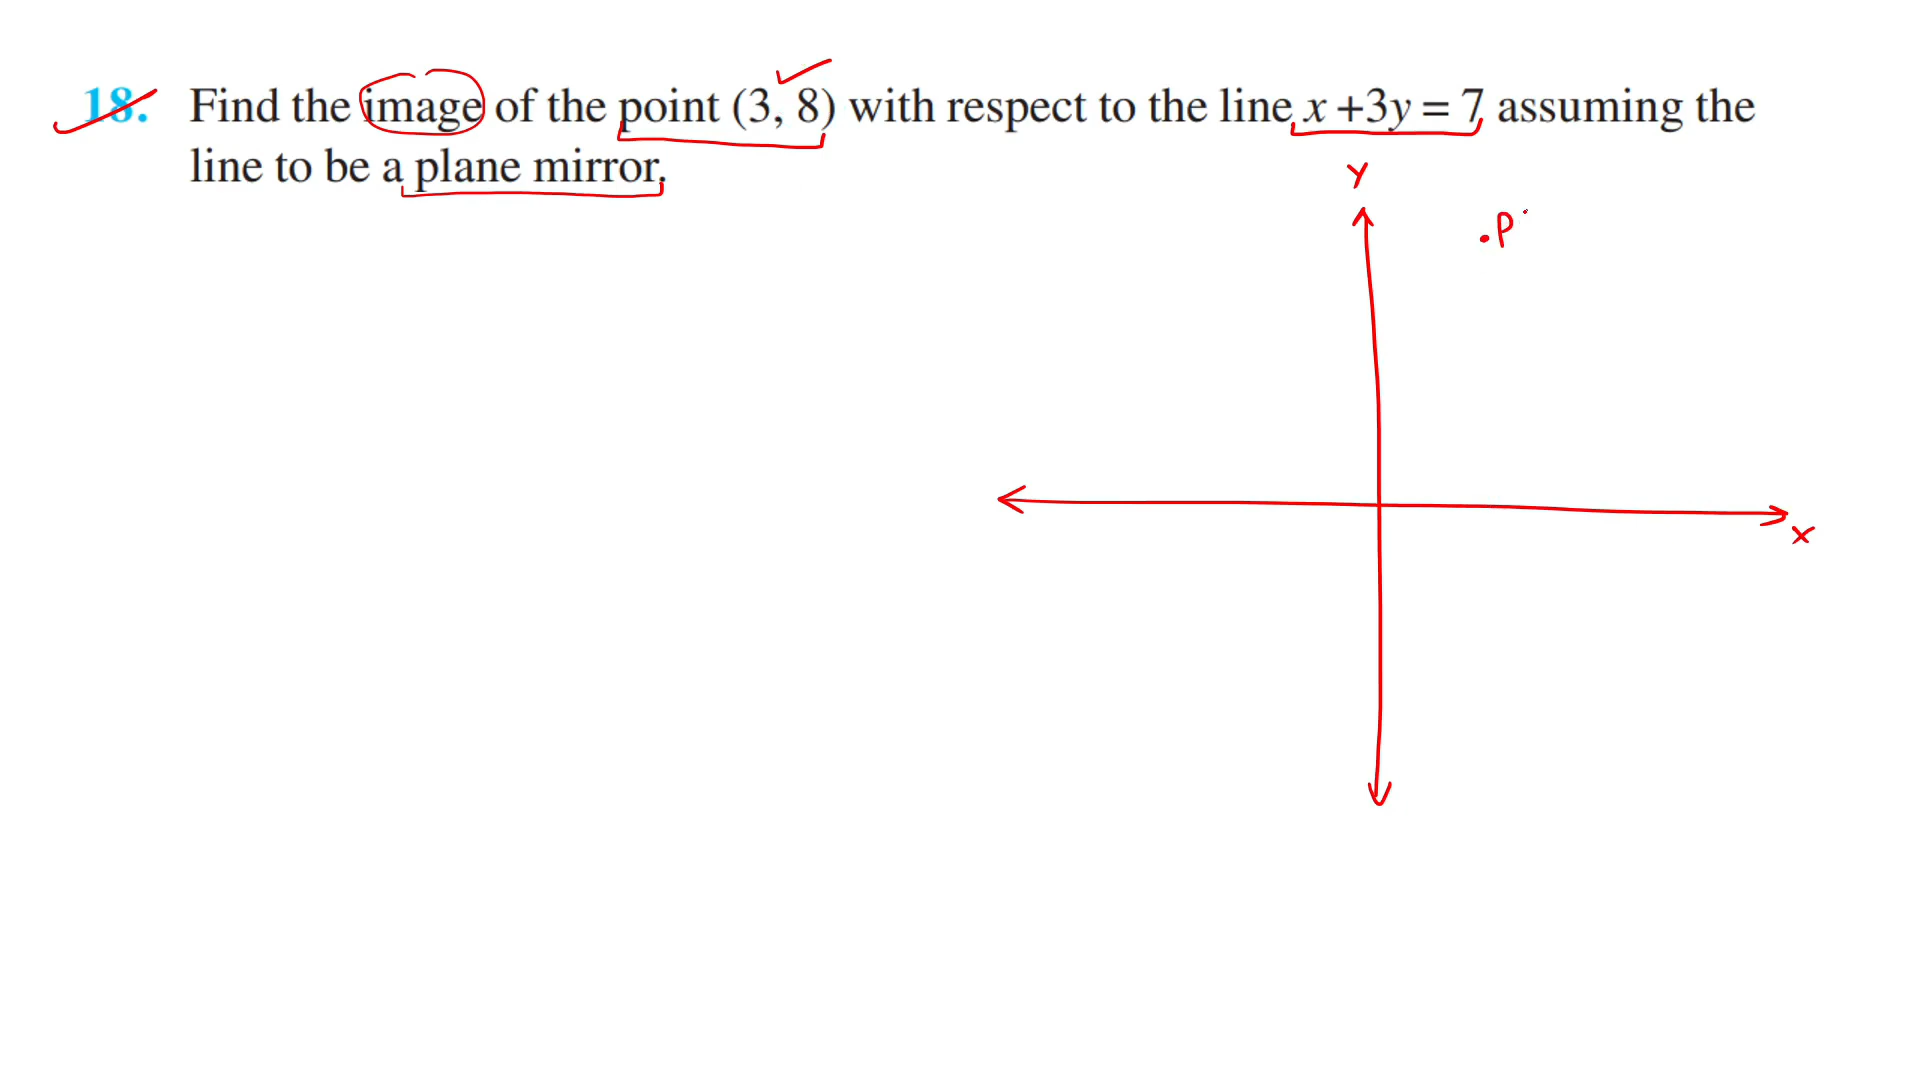 18. Find the image of the point (3, 8) with respect to the line x +3y = 7 assuming the
line to be a plane mirror.
Y
P
X